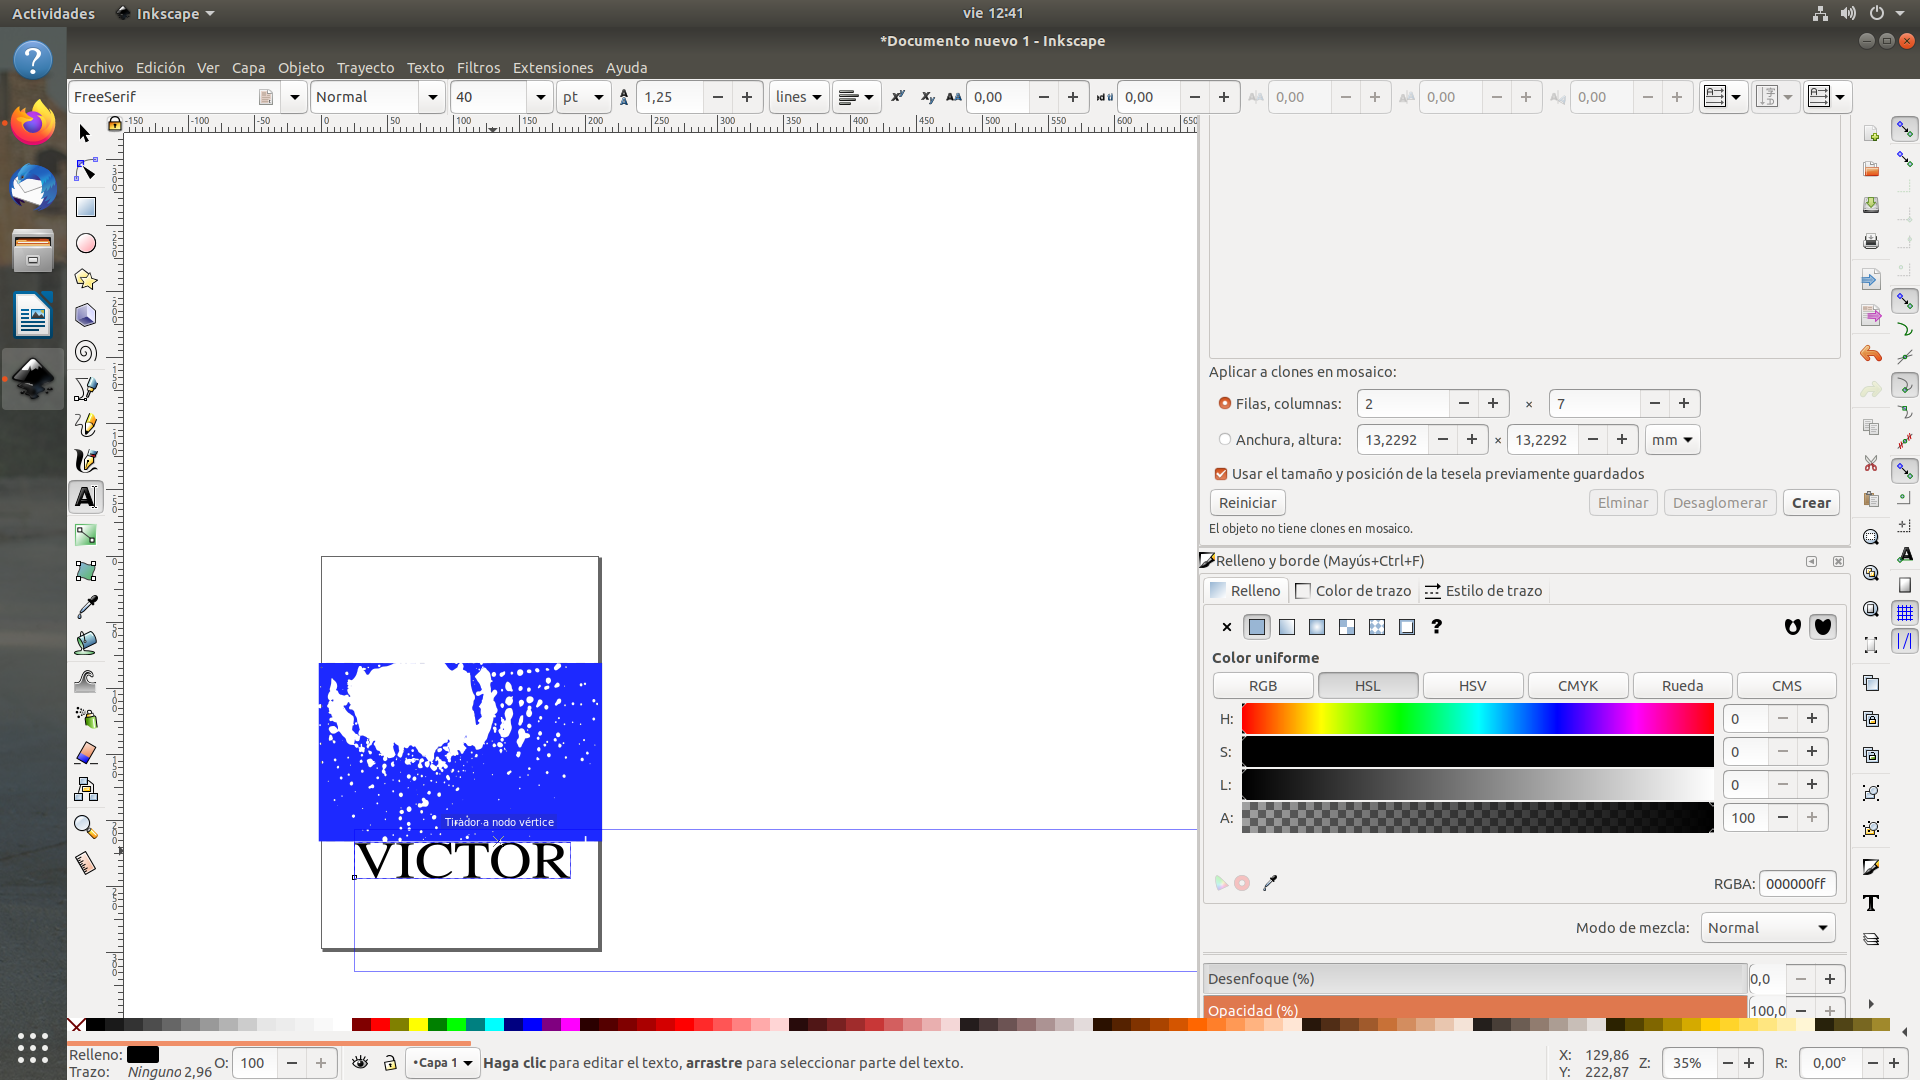 Actividades Inkscape vie 12:41
*Documento nuevo 1 - Inkscape
Archivo Edición Ver Capa Objeto Trayecto Texto Filtros Extensiones Ayuda
FreeSerif Normal 40 pt 1,25 lines 0,00 0,00 0,00 0,00 0,00
-150 -100 -50 0 50 100 150 200 250 300 350 400 450 500 550 600 650
Aplicar a clones en mosaico:
Filas, columnas: 2 × 7
Anchura, altura: 13,2292 × 13,2292 mm
Usar el tamaño y posición de la tesela previamente guardados
Reiniciar Elminar Desaglomerar Crear
El objeto no tiene clones en mosaico.
Relleno y borde (Mayús+Ctrl+F)
Relleno Color de trazo Estilo de trazo
Color uniforme
RGB HSL HSV CMYK Rueda CMS
H: 0
S: 0
L: 0
A: 100
Tirador a nodo vértice
VICTOR
RGBA: 000000ff
Modo de mezcla: Normal
Desenfoque (%) 0,0
Opacidad (%) 100,0
Relleno: O: 100 •Capa 1 Haga clic para editar el texto, arrastre para seleccionar parte del texto. X: 129,86 Z: 35% R: 0,00°
Trazo: Ninguno 2,96 Y: 222,87